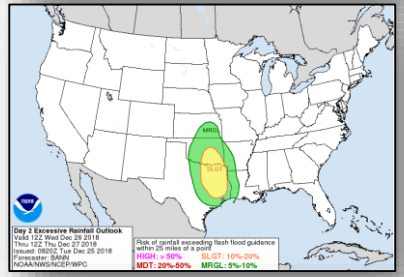 MRGL
SLGT
noaa
Day 2 Excessive Rainfall Outlook
Valid 12Z Wed Dec 26 2018
Thru 12Z Thu Dec 27 2018
Issued: 0820Z Tue Dec 25 2018
Forecaster: BANN
NOAA/NWS/NCEP/WPC
Risk of rainfall exceeding flash flood guidance
within 25 miles of a point
HIGH: > 50% SLGT: 10%-20%
MDT: 20%-50% MRGL: 5%-10%